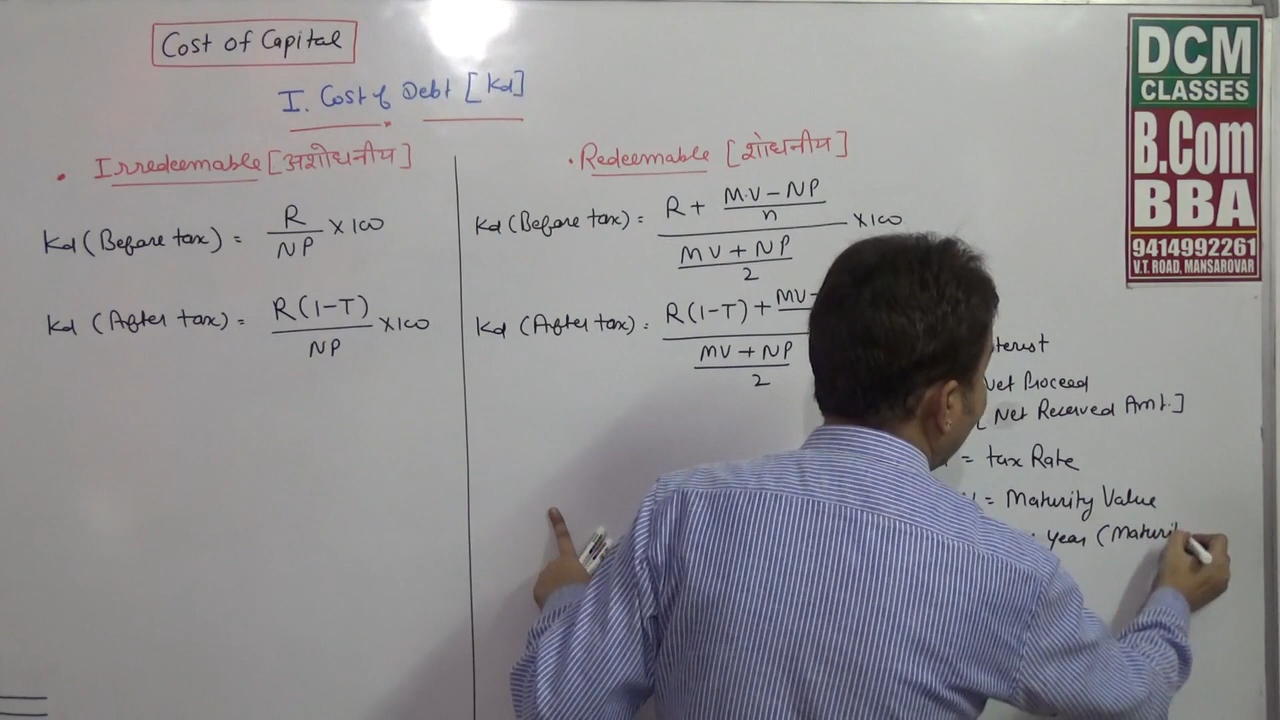 Cost of Capital
I. Cost of Debt [Kd]
• Irredeemable [अशोधनीय]
Kd (Before tax) = R/NP × 100
Kd (After tax) = R(1-T)/NP × 100
• Redeemable [शोधनीय]
Kd (Before tax) = R + M.V - NP/n / MV + NP/2 × 100
Kd (After tax) = R(1-T) + MV- / MV + NP/2
Net Proceed
[Net Received Amt.]
= tax Rate
= Maturity Value
year (Maturi
DCM
CLASSES
B.Com
BBA
9414992261
V.T. ROAD, MANSAROVAR